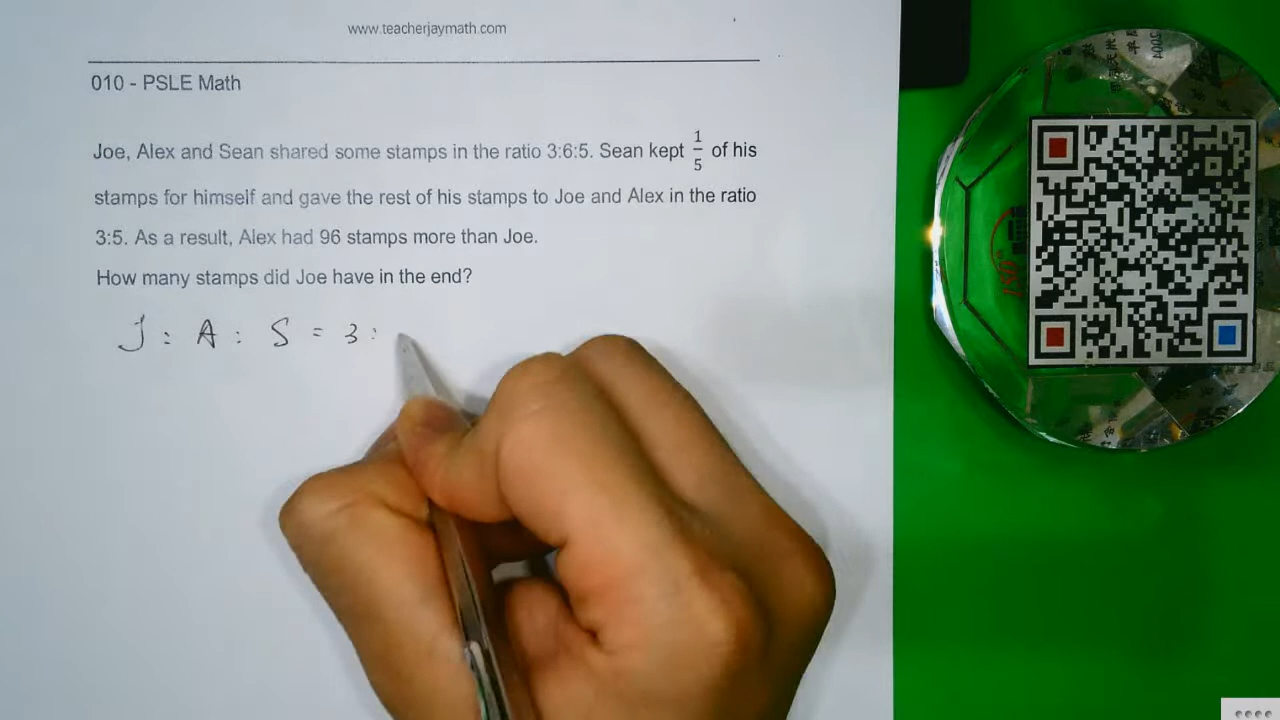 www.teacherjaymath.com
010 - PSLE Math
Joe, Alex and Sean shared some stamps in the ratio 3:6:5. Sean kept 1/5 of his
stamps for himself and gave the rest of his stamps to Joe and Alex in the ratio
3:5. As a result, Alex had 96 stamps more than Joe.
How many stamps did Joe have in the end?
J : A : S = 3 :